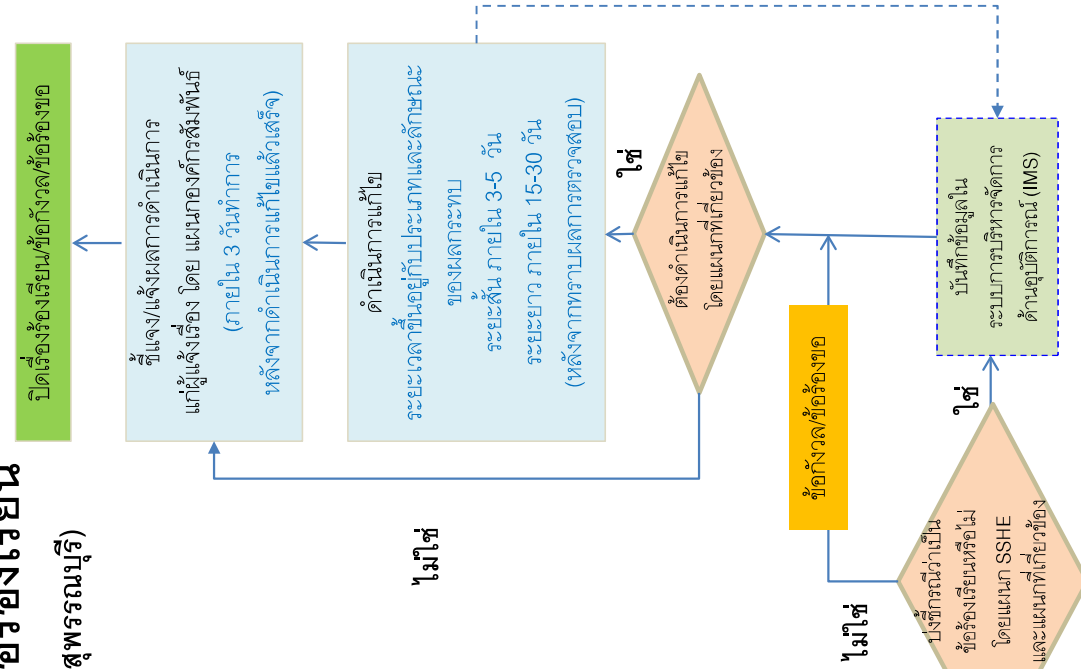 สุพรรณบุรี)
บ่งชี้กรณีว่าเป็น
ข้อร้องเรียนหรือไม่
โดยแผนก SSHE
และแผนกที่เกี่ยวข้อง
ใช่
ไม่ใช่
บันทึกข้อมูลใน
ระบบการบริหารจัดการ
ด้านอุบัติการณ์ (IMS)
ข้อกังวล/ข้อร้องขอ
ต้องดำเนินการแก้ไข
โดยแผนกที่เกี่ยวข้อง
ใช่
ไม่ใช่
ดำเนินการแก้ไข
ระยะเวลาขึ้นอยู่กับประเภทและลักษณะ
ของผลกระทบ
ระยะสั้น ภายใน 3-5 วัน
ระยะยาว ภายใน 15-30 วัน
(หลังจากทราบผลการตรวจสอบ)
ชี้แจง/แจ้งผลการดำเนินการ
แก่ผู้แจ้งเรื่อง โดย แผนกองค์กรสัมพันธ์
(ภายใน 3 วันทำการ
หลังจากดำเนินการแก้ไขแล้วเสร็จ)
ปิดเรื่องร้องเรียน/ข้อกังวล/ข้อร้องขอ